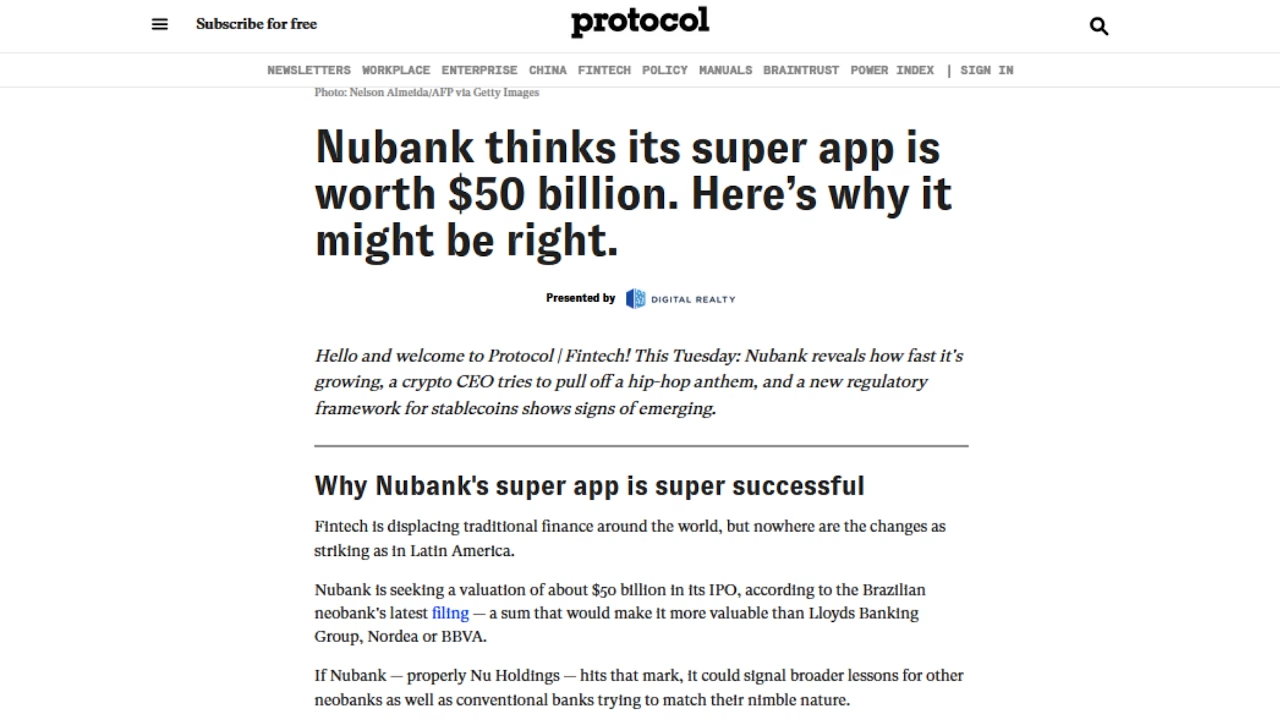 Subscribe for free
protocol
NEWSLETTERS WORKPLACE ENTERPRISE CHINA FINTECH POLICY MANUALS BRAINTRUST POWER INDEX | SIGN IN
Photo: Nelson Almeida/AFP via Getty Images
Nubank thinks its super app is
worth $50 billion. Here’s why it
might be right.
Presented by DIGITAL REALTY
Hello and welcome to Protocol | Fintech! This Tuesday: Nubank reveals how fast it's
growing, a crypto CEO tries to pull off a hip-hop anthem, and a new regulatory
framework for stablecoins shows signs of emerging.
Why Nubank's super app is super successful
Fintech is displacing traditional finance around the world, but nowhere are the changes as
striking as in Latin America.
Nubank is seeking a valuation of about $50 billion in its IPO, according to the Brazilian
neobank's latest filing — a sum that would make it more valuable than Lloyds Banking
Group, Nordea or BBVA.
If Nubank — properly Nu Holdings — hits that mark, it could signal broader lessons for other
neobanks as well as conventional banks trying to match their nimble nature.